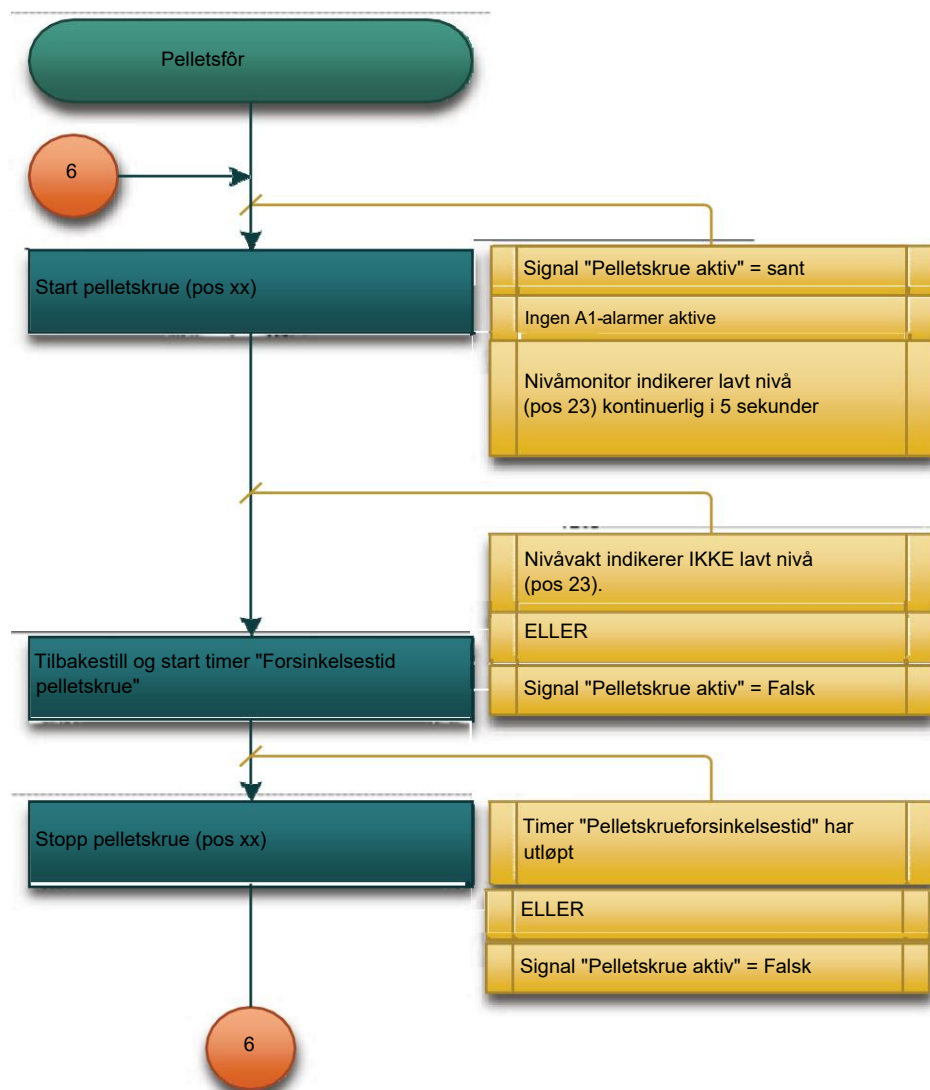 Pelletsfôr
6
Start pelletskrue (pos xx)
Signal "Pelletskrue aktiv" = sant
Ingen A1-alarmer aktive
Nivåmonitor indikerer lavt nivå
(pos 23) kontinuerlig i 5 sekunder
Nivåvakt indikerer IKKE lavt nivå
(pos 23).
ELLER
Signal "Pelletskrue aktiv" = Falsk
Tilbakestill og start timer "Forsinkelsestid
pelletskrue"
Stopp pelletskrue (pos xx)
Timer "Pelletskrueforsinkelsestid" har
utløpt
ELLER
Signal "Pelletskrue aktiv" = Falsk
6